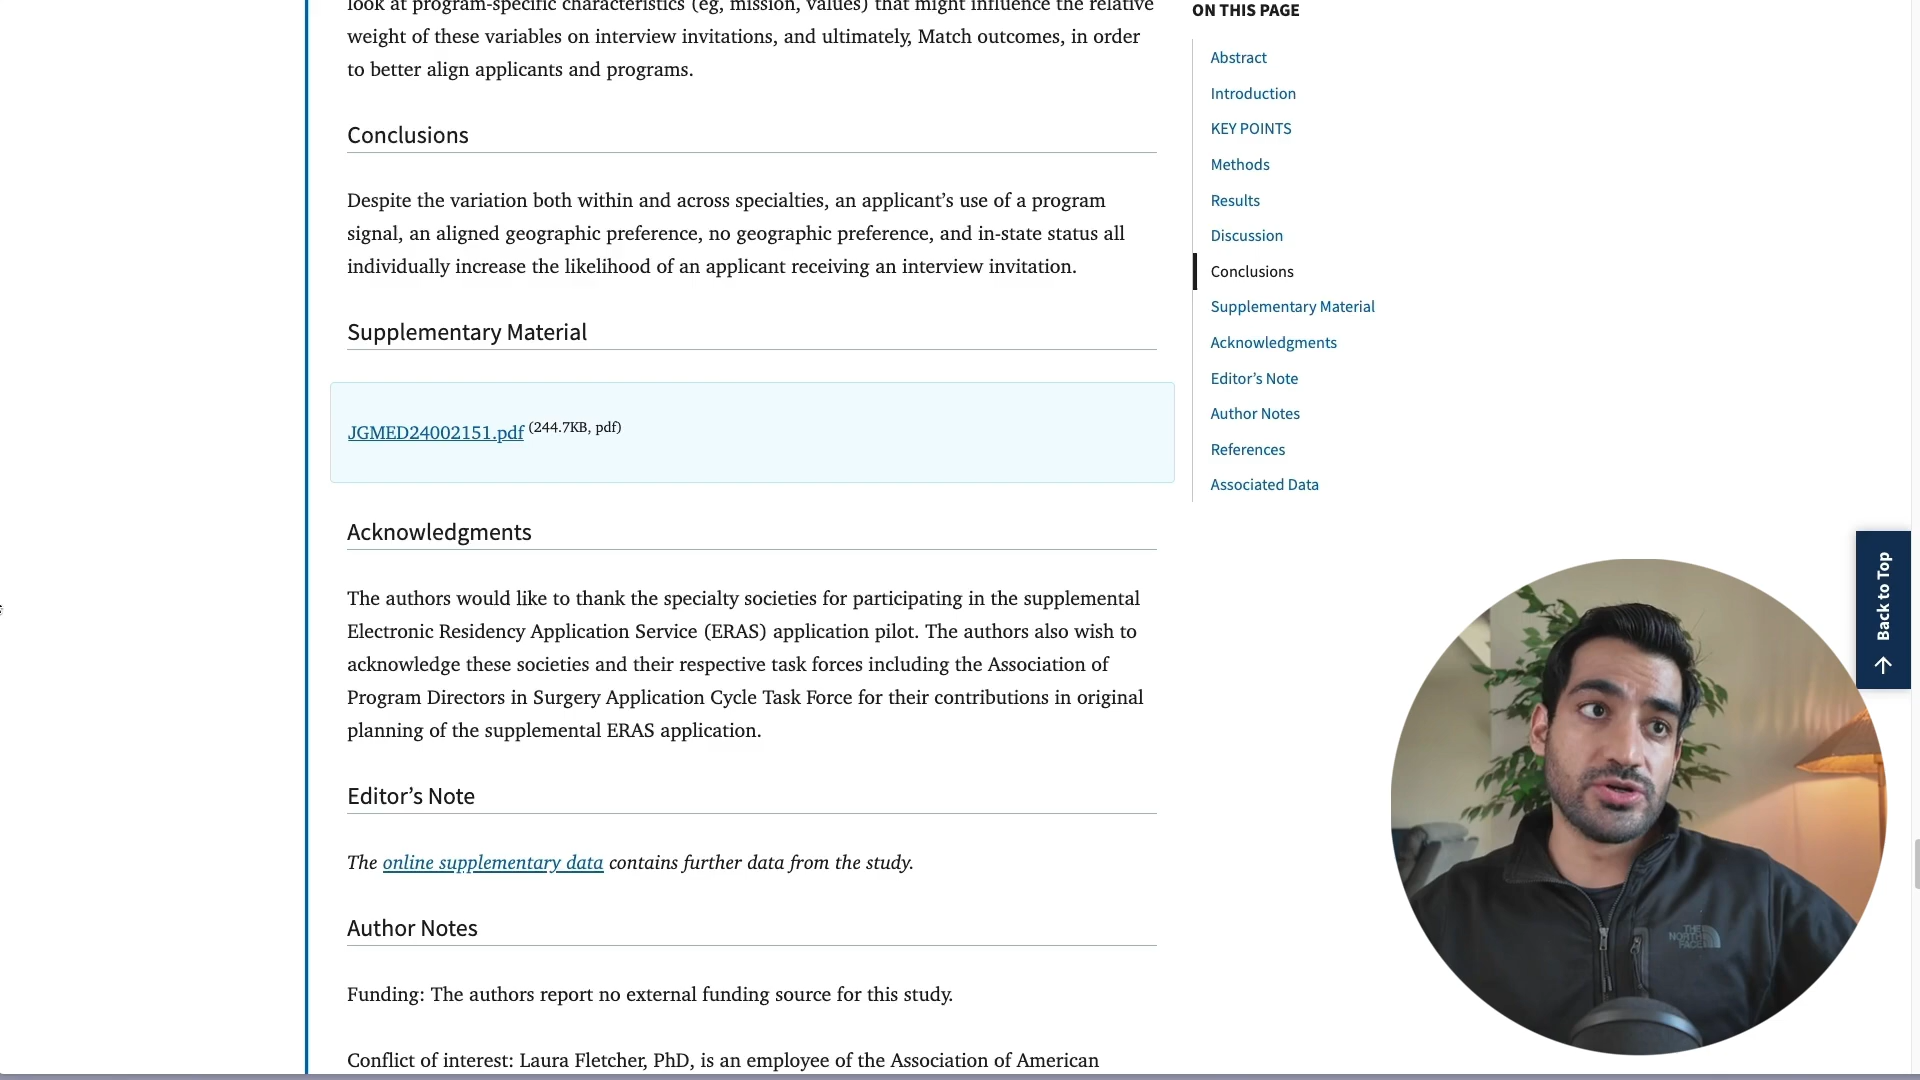 look at program-specific characteristics (eg, mission, values) that might influence the relative
weight of these variables on interview invitations, and ultimately, Match outcomes, in order
to better align applicants and programs.
Conclusions
Despite the variation both within and across specialties, an applicant’s use of a program
signal, an aligned geographic preference, no geographic preference, and in-state status all
individually increase the likelihood of an applicant receiving an interview invitation.
Supplementary Material
JGMED24002151.pdf (244.7KB, pdf)
Acknowledgments
The authors would like to thank the specialty societies for participating in the supplemental
Electronic Residency Application Service (ERAS) application pilot. The authors also wish to
acknowledge these societies and their respective task forces including the Association of
Program Directors in Surgery Application Cycle Task Force for their contributions in original
planning of the supplemental ERAS application.
Editor’s Note
The online supplementary data contains further data from the study.
Author Notes
Funding: The authors report no external funding source for this study.
Conflict of interest: Laura Fletcher, PhD, is an employee of the Association of American
ON THIS PAGE
Abstract
Introduction
KEY POINTS
Methods
Results
Discussion
Conclusions
Supplementary Material
Acknowledgments
Editor’s Note
Author Notes
References
Associated Data
Back to Top
THE
NORTH
FACE